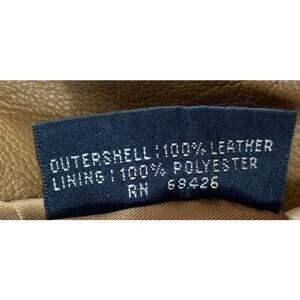 OUTERSHELL:100% LEATHER
LINING:100% POLYESTER
RN 69426